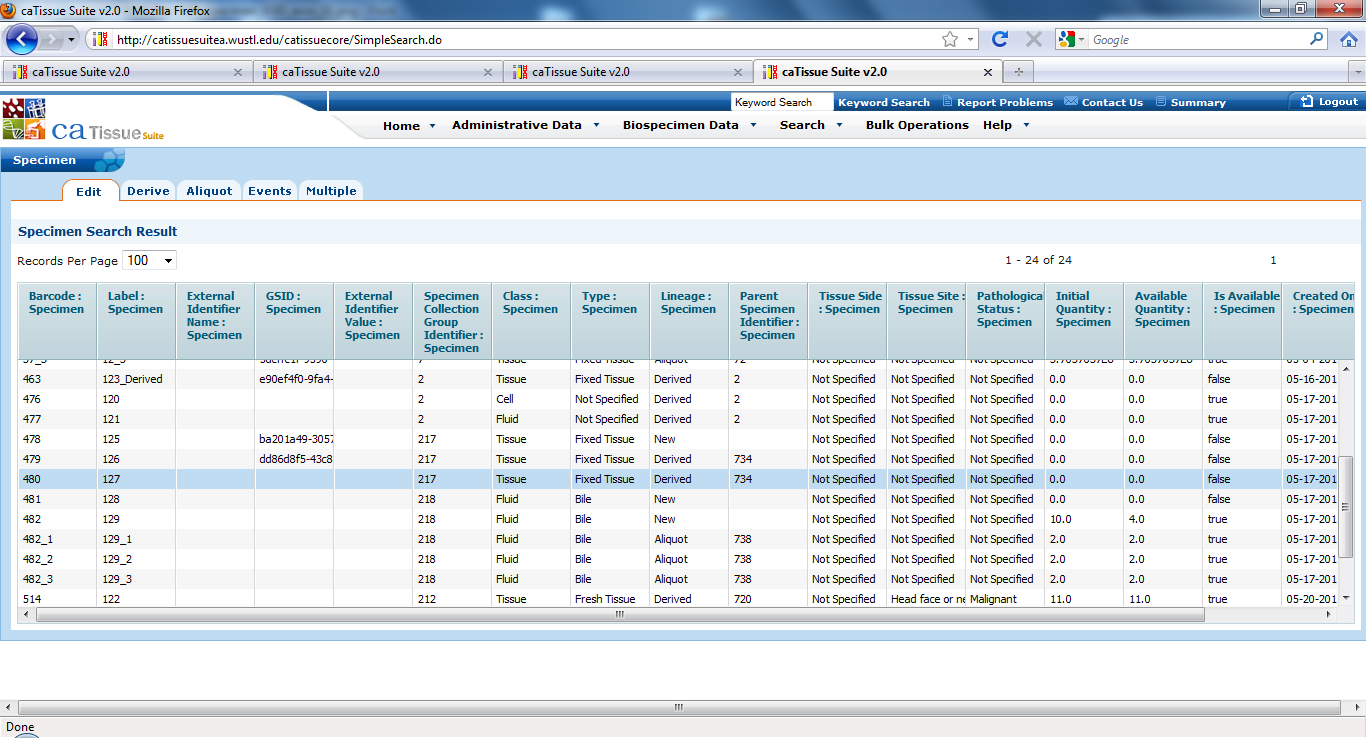 caTissue Suite v2.0 - Mozilla Firefox
http://catissuesuitea.wustl.edu/catissuecore/SimpleSearch.do
Google
caTissue Suite v2.0 caTissue Suite v2.0 caTissue Suite v2.0 caTissue Suite v2.0
Keyword Search Keyword Search Report Problems Contact Us Summary Logout
ca Tissue Suite
Home Administrative Data Biospecimen Data Search Bulk Operations Help
Specimen
Edit Derive Aliquot Events Multiple
Specimen Search Result
Records Per Page 100 1 - 24 of 24 1
Barcode : Specimen Label : Specimen External Identifier Name : Specimen GSID : Specimen External Identifier Value : Specimen Specimen Collection Group Identifier : Specimen Class : Specimen Type : Specimen Lineage : Specimen Parent Specimen Identifier : Specimen Tissue Side : Specimen Tissue Site : Specimen Pathologica Status : Specimen Initial Quantity : Specimen Available Quantity : Specimen Is Available : Specimen Created On : Specimen
463 123_Derived e90ef4f0-9fa4- 2 Tissue Fixed Tissue Derived 2 Not Specified Not Specified Not Specified 0.0 0.0 false 05-16-201
476 120 2 Cell Not Specified Derived 2 Not Specified Not Specified Not Specified 0.0 0.0 true 05-17-201
477 121 2 Fluid Not Specified Derived 2 Not Specified Not Specified Not Specified 0.0 0.0 true 05-17-201
478 125 ba201a49-3057 217 Tissue Fixed Tissue New Not Specified Not Specified Not Specified 0.0 0.0 false 05-17-201
479 126 dd86d8f5-43c8 217 Tissue Fixed Tissue Derived 734 Not Specified Not Specified Not Specified 0.0 0.0 false 05-17-201
480 127 217 Tissue Fixed Tissue Derived 734 Not Specified Not Specified Not Specified 0.0 0.0 false 05-17-201
481 128 218 Fluid Bile New Not Specified Not Specified Not Specified 0.0 0.0 false 05-17-201
482 129 218 Fluid Bile New Not Specified Not Specified Not Specified 10.0 4.0 true 05-17-201
482_1 129_1 218 Fluid Bile Aliquot 738 Not Specified Not Specified Not Specified 2.0 2.0 true 05-17-201
482_2 129_2 218 Fluid Bile Aliquot 738 Not Specified Not Specified Not Specified 2.0 2.0 true 05-17-201
482_3 129_3 218 Fluid Bile Aliquot 738 Not Specified Not Specified Not Specified 2.0 2.0 true 05-17-201
514 122 212 Tissue Fresh Tissue Derived 720 Not Specified Head face or ne Malignant 11.0 11.0 true 05-20-201
Done